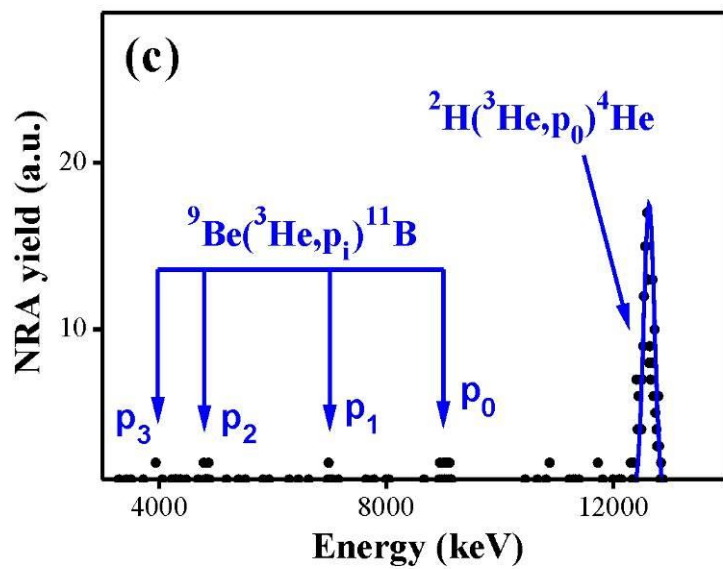 (c)
²H(³He,p₀)⁴He
20
⁹Be(³He,pᵢ)¹¹B
10
p₃ p₂ p₁ p₀
4000 8000 12000
Energy (keV)
NRA yield (a.u.)